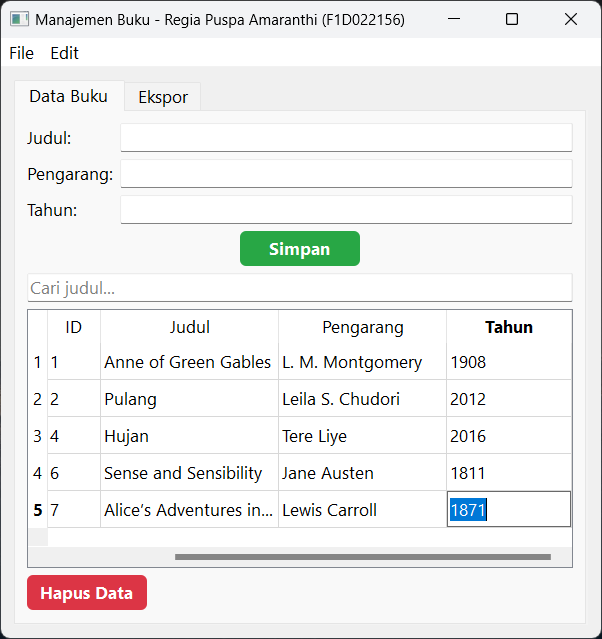 Manajemen Buku - Regia Puspa Amaranthi (F1D022156)
File Edit
Data Buku Ekspor
Judul:
Pengarang:
Tahun:
Simpan
Cari judul...
ID Judul Pengarang Tahun
1 1 Anne of Green Gables L. M. Montgomery 1908
2 2 Pulang Leila S. Chudori 2012
3 4 Hujan Tere Liye 2016
4 6 Sense and Sensibility Jane Austen 1811
5 7 Alice’s Adventures in... Lewis Carroll 1871
Hapus Data